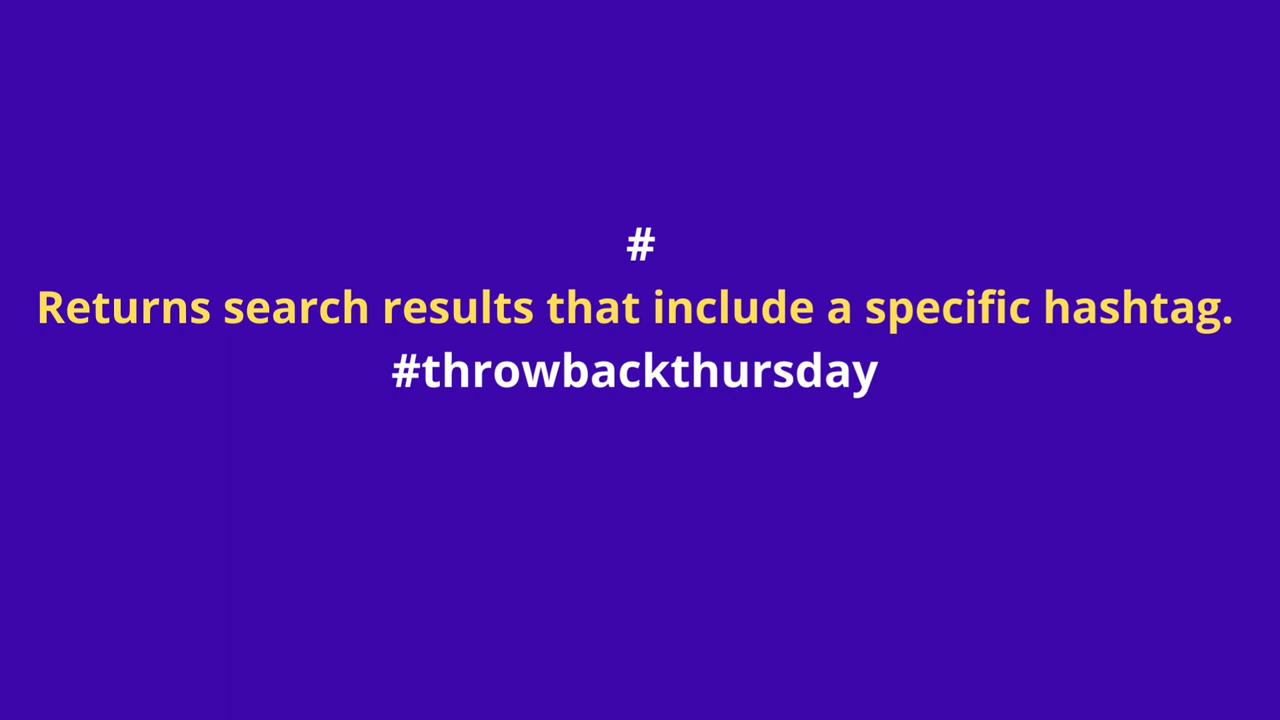 #
Returns search results that include a specific hashtag.
#throwbackthursday